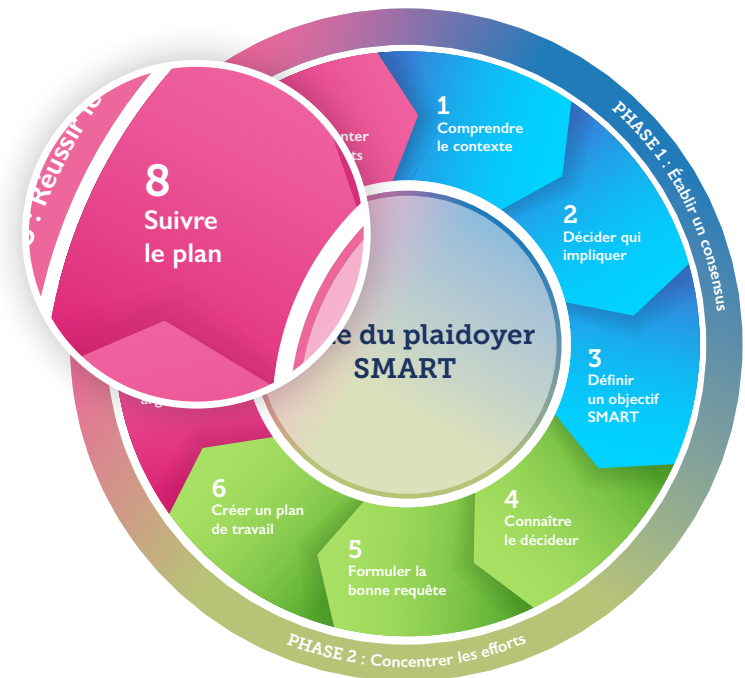 1
Comprendre
le contexte
2
Décider qui
impliquer
3
Définir
un objectif
SMART
4
Connaître
le décideur
5
Formuler la
bonne requête
6
Créer un plan
de travail
8
Suivre
le plan
: Réussir
du plaidoyer
SMART
PHASE 1 : Établir un consensus
PHASE 2 : Concentrer les efforts